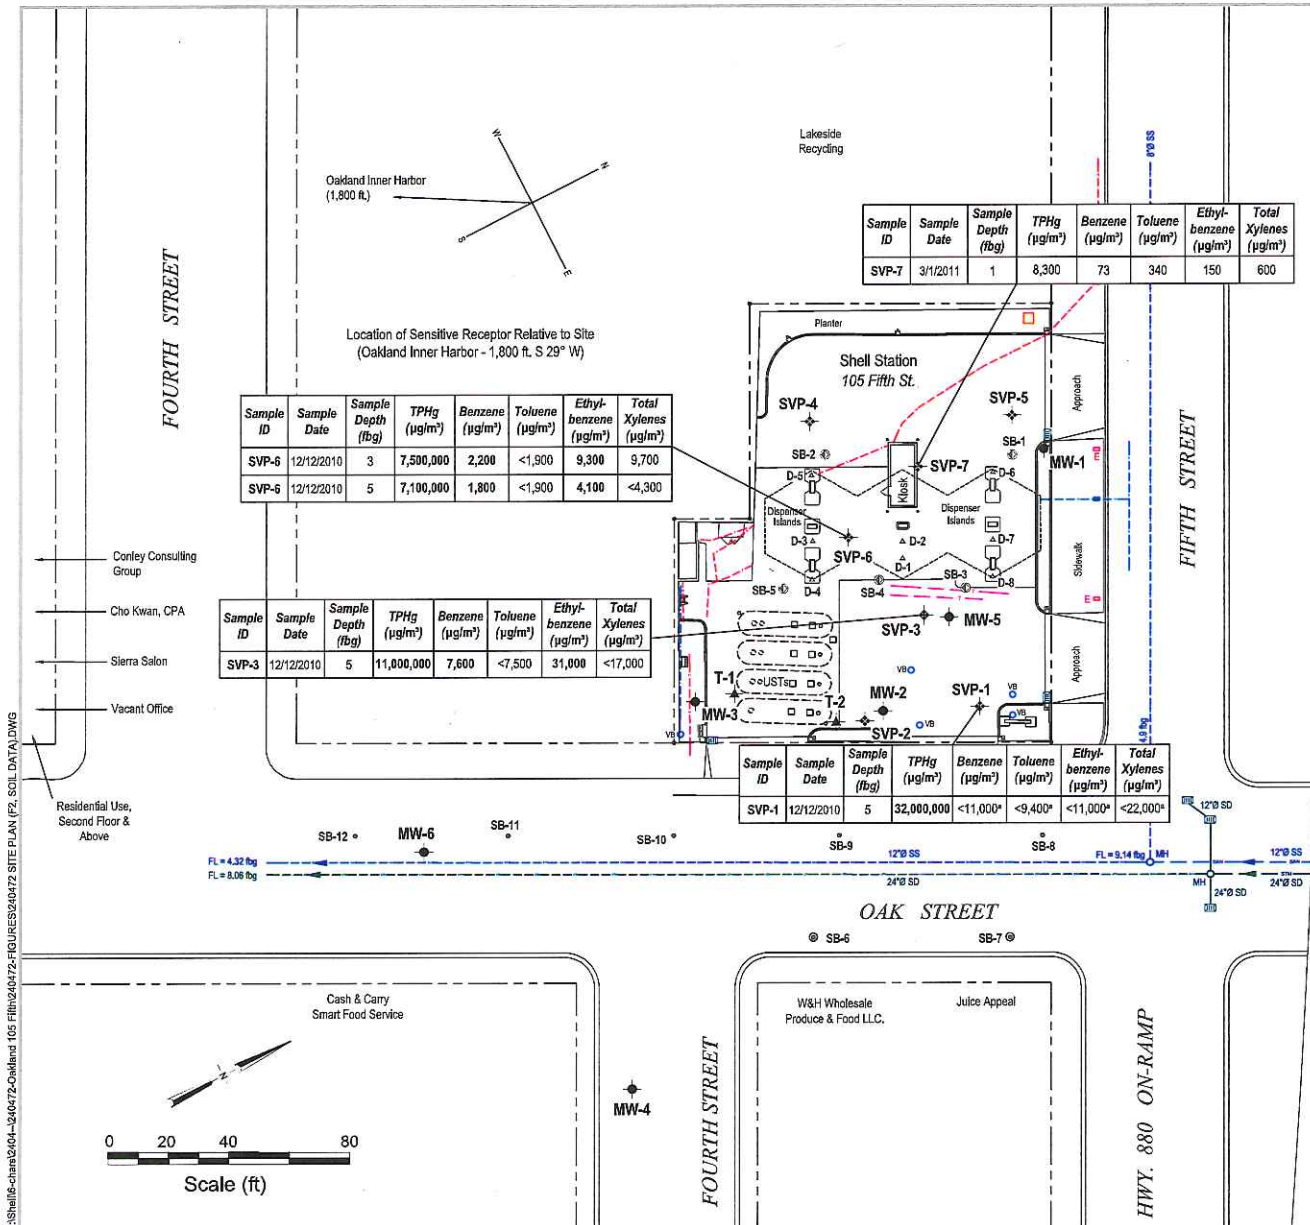 Lakeside
Recycling
8"Ø SS
W
N
S
E
Oakland Inner Harbor
(1,800 ft.)
Location of Sensitive Receptor Relative to Site
(Oakland Inner Harbor - 1,800 ft. S 29° W)
FOURTH STREET
Sample ID Sample Date Sample Depth (fbg) TPHg (µg/m³) Benzene (µg/m³) Toluene (µg/m³) Ethyl-benzene (µg/m³) Total Xylenes (µg/m³)
SVP-7 3/1/2011 1 8,300 73 340 150 600
Planter
Shell Station
105 Fifth St.
Approach
SVP-4
SVP-5
SB-1
SB-2
MW-1
SVP-7
D-5
D-6
Kiosk
Dispenser
Islands
Dispenser
Islands
D-3
D-2
D-7
SVP-6
D-1
SB-3
D-8
SB-5
D-4
SB-4
Sidewalk
E
FIFTH STREET
Sample ID Sample Date Sample Depth (fbg) TPHg (µg/m³) Benzene (µg/m³) Toluene (µg/m³) Ethyl-benzene (µg/m³) Total Xylenes (µg/m³)
SVP-6 12/12/2010 3 7,500,000 2,200 <1,900 9,300 9,700
SVP-6 12/12/2010 5 7,100,000 1,800 <1,900 4,100 <4,300
Conley Consulting
Group
Cho Kwan, CPA
Sierra Salon
Vacant Office
Residential Use,
Second Floor &
Above
Sample ID Sample Date Sample Depth (fbg) TPHg (µg/m³) Benzene (µg/m³) Toluene (µg/m³) Ethyl-benzene (µg/m³) Total Xylenes (µg/m³)
SVP-3 12/12/2010 5 11,000,000 7,600 <7,500 31,000 <17,000
SVP-3
MW-5
Approach
T-1
USTs
VB
MW-2
SVP-1
VB
MW-3
T-2
VB
VB
VB
SVP-2
4.9 fbg
Sample ID Sample Date Sample Depth (fbg) TPHg (µg/m³) Benzene (µg/m³) Toluene (µg/m³) Ethyl-benzene (µg/m³) Total Xylenes (µg/m³)
SVP-1 12/12/2010 5 32,000,000 <11,000ᵃ <9,400ᵃ <11,000ᵃ <22,000ᵃ
12"Ø SD
SB-12
MW-6
SB-11
SB-10
SB-9
SB-8
FL = 4.32 fbg
12"Ø SS
FL = 9.14 fbg
MH
SAN
12"Ø SS
FL = 8.06 fbg
24"Ø SD
MH
24"Ø SD
STM
24"Ø SD
OAK STREET
SB-6
SB-7
Cash & Carry
Smart Food Service
W&H Wholesale
Produce & Food LLC.
Juice Appeal
N
MW-4
FOURTH STREET
HWY. 880 ON-RAMP
0 20 40 80
Scale (ft)
240472-Oakland 105 Fifth\240472-FIGURES\240472 SITE PLAN (F2, SOIL DATA).DWG